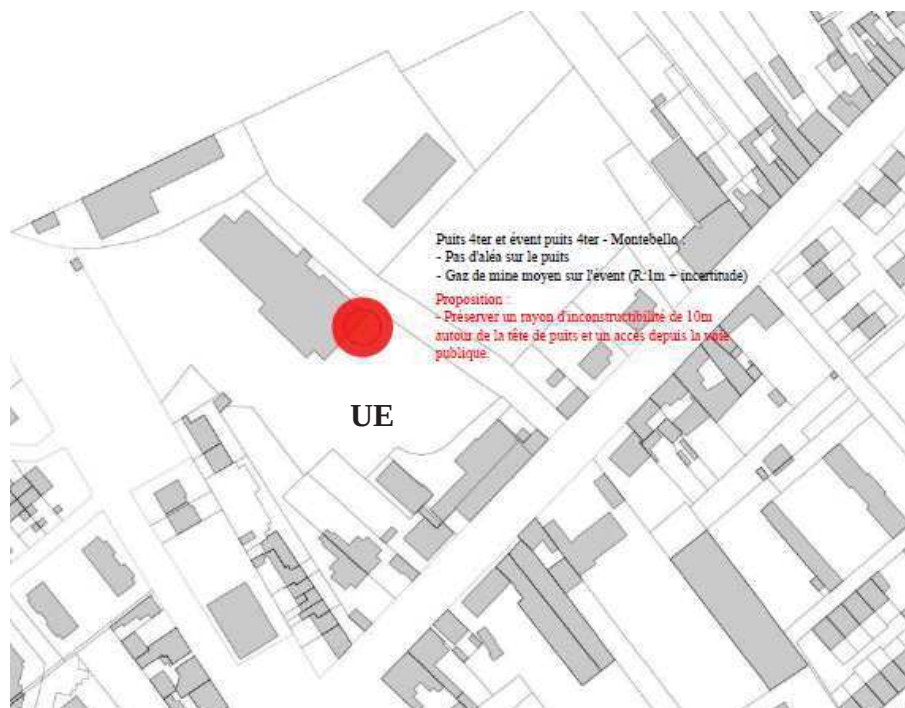 Puits 4ter et évent puits 4ter - Montebello :
- Pas d'aléa sur le puits
- Gaz de mine moyen sur l'évent (R:1m + incertitude)
Proposition :
- Préserver un rayon d'inconstructibilité de 10m
autour de la tête de puits et un accès depuis la voie
publique.
UE